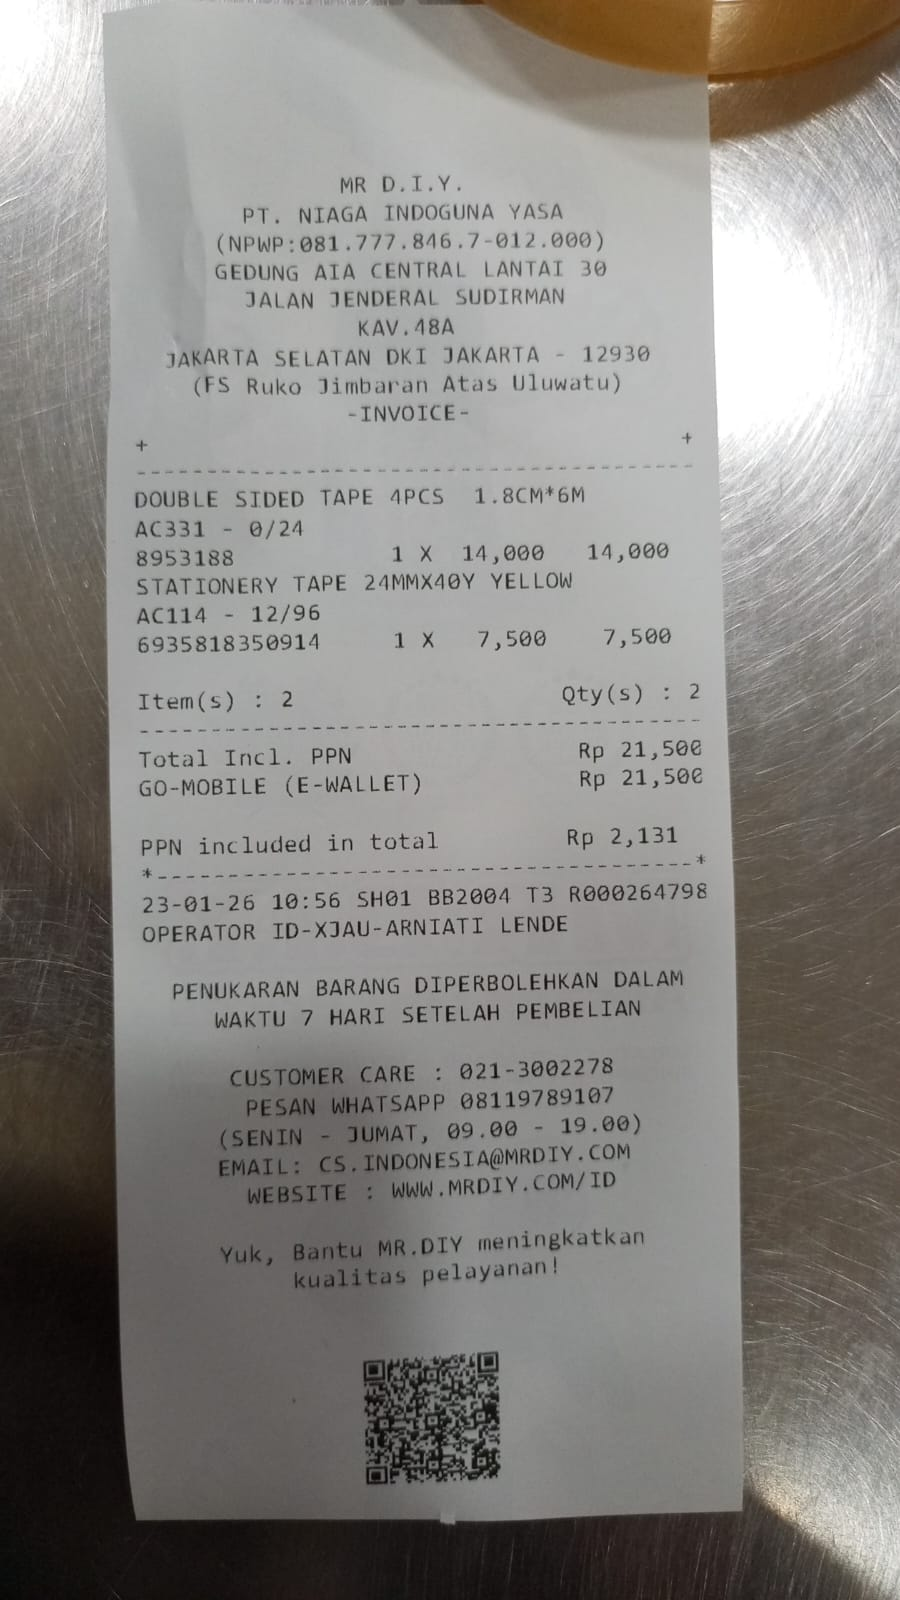 MR D.I.Y.
PT. NIAGA INDOGUNA YASA
(NPWP:081.777.846.7-012.000)
GEDUNG AIA CENTRAL LANTAI 30
JALAN JENDERAL SUDIRMAN
KAV.48A
JAKARTA SELATAN DKI JAKARTA - 12930
(FS Ruko Jimbaran Atas Uluwatu)
-INVOICE-
+ +
DOUBLE SIDED TAPE 4PCS 1.8CM*6M
AC331 - 0/24
8953188 1 X 14,000 14,000
STATIONERY TAPE 24MMX40Y YELLOW
AC114 - 12/96
6935818350914 1 X 7,500 7,500
Item(s) : 2 Qty(s) : 2
Total Incl. PPN Rp 21,500
GO-MOBILE (E-WALLET) Rp 21,500
PPN included in total Rp 2,131
*--------------------------------------*
23-01-26 10:56 SH01 BB2004 T3 R000264798
OPERATOR ID-XJAU-ARNIATI LENDE
PENUKARAN BARANG DIPERBOLEHKAN DALAM
WAKTU 7 HARI SETELAH PEMBELIAN
CUSTOMER CARE : 021-3002278
PESAN WHATSAPP 08119789107
(SENIN - JUMAT, 09.00 - 19.00)
EMAIL: CS.INDONESIA@MRDIY.COM
WEBSITE : WWW.MRDIY.COM/ID
Yuk, Bantu MR.DIY meningkatkan
kualitas pelayanan!